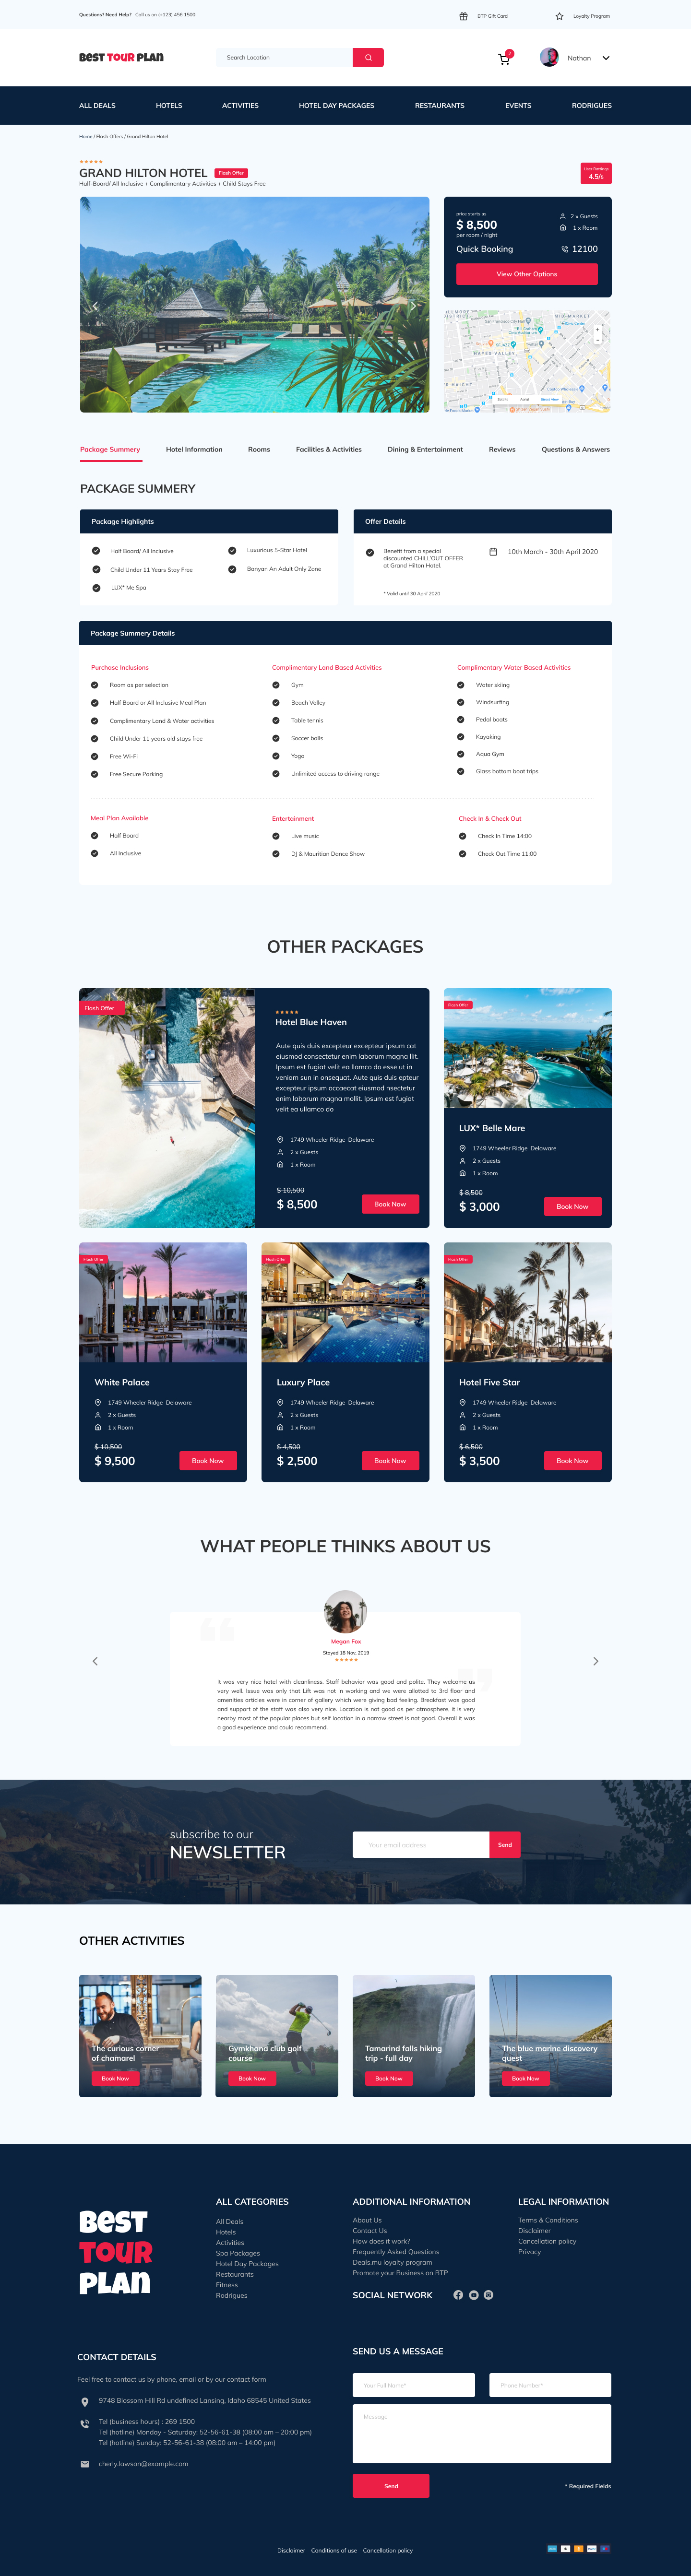 Questions? Need Help? Call us on (+123) 456 1500
BTP Gift Card
Loyalty Program
BEST TOUR PLAN
Search Location
2
Nathan
ALL DEALS HOTELS ACTIVITIES HOTEL DAY PACKAGES RESTAURANTS EVENTS RODRIGUES
Home / Flash Offers / Grand Hilton Hotel
GRAND HILTON HOTEL
Flash Offer
Half-Board/ All Inclusive + Complimentary Activities + Child Stays Free
4.5/5
price starts as
$ 8,500
per room / night
2 x Guests
1 x Room
Quick Booking
12100
View Other Options
HAYES VALLEY
Package Summery Hotel Information Rooms Facilities & Activities Dining & Entertainment Reviews Questions & Answers
PACKAGE SUMMERY
Package Highlights
Half Board/ All Inclusive
Luxurious 5-Star Hotel
Child Under 11 Years Stay Free
Banyan An Adult Only Zone
LUX* Me Spa
Offer Details
Benefit from a special
discounted CHILL'OUT OFFER
at Grand Hilton Hotel.
10th March - 30th April 2020
* Valid until 30 April 2020
Package Summery Details
Purchase Inclusions
Room as per selection
Half Board or All Inclusive Meal Plan
Complimentary Land & Water activities
Child Under 11 years old stays free
Free Wi-Fi
Free Secure Parking
Complimentary Land Based Activities
Gym
Beach Volley
Table tennis
Soccer balls
Yoga
Unlimited access to driving range
Complimentary Water Based Activities
Water skiing
Windsurfing
Pedal boats
Kayaking
Aqua Gym
Glass bottom boat trips
Meal Plan Available
Half Board
All Inclusive
Entertainment
Live music
DJ & Mauritian Dance Show
Check In & Check Out
Check In Time 14:00
Check Out Time 11:00
OTHER PACKAGES
Flash Offer
Hotel Blue Haven
Aute quis duis excepteur excepteur ipsum cat
eiusmod consectetur enim laborum magna llit.
Ipsum est fugiat velit ea llamco do esse ut in
veniam sun in onsequat. Aute quis duis epteur
excepteur ipsum occaecat eiusmod nsectetur
enim laborum magna mollit. Ipsum est fugiat
velit ea ullamco do
1749 Wheeler Ridge Delaware
2 x Guests
1 x Room
$ 10,500
$ 8,500
Book Now
Flash Offer
LUX* Belle Mare
1749 Wheeler Ridge Delaware
2 x Guests
1 x Room
$ 8,500
$ 3,000
Book Now
Flash Offer
White Palace
1749 Wheeler Ridge Delaware
2 x Guests
1 x Room
$ 10,500
$ 9,500
Book Now
Flash Offer
Luxury Place
1749 Wheeler Ridge Delaware
2 x Guests
1 x Room
$ 4,500
$ 2,500
Book Now
Flash Offer
Hotel Five Star
1749 Wheeler Ridge Delaware
2 x Guests
1 x Room
$ 6,500
$ 3,500
Book Now
WHAT PEOPLE THINKS ABOUT US
Megan Fox
Stayed 18 Nov, 2019
It was very nice hotel with cleanliness. Staff behavior was good and polite. They welcome us
very well. Issue was only that Lift was not in working and we were allotted to 3rd floor and
amenities articles were in corner of gallery which were giving bad feeling. Breakfast was good
and support of the staff was also very nice. Location is not good as per atmosphere, it is very
nearby most of the popular places but self location in a narrow street is not good. Overall it was
a good experience and could recommend.
subscribe to our
NEWSLETTER
Your email address
Send
OTHER ACTIVITIES
The curious corner
of chamarel
Book Now
Gymkhana club golf
course
Book Now
Tamarind falls hiking
trip - full day
Book Now
The blue marine discovery
quest
Book Now
BEST
TOUR
PLAN
ALL CATEGORIES
All Deals
Hotels
Activities
Spa Packages
Hotel Day Packages
Restaurants
Fitness
Rodrigues
ADDITIONAL INFORMATION
About Us
Contact Us
How does it work?
Frequently Asked Questions
Deals.mu loyalty program
Promote your Business on BTP
SOCIAL NETWORK
LEGAL INFORMATION
Terms & Conditions
Disclaimer
Cancellation policy
Privacy
CONTACT DETAILS
Feel free to contact us by phone, email or by our contact form
9748 Blossom Hill Rd undefined Lansing, Idaho 68545 United States
Tel (business hours) : 269 1500
Tel (hotline) Monday - Saturday: 52-56-61-38 (08:00 am – 20:00 pm)
Tel (hotline) Sunday: 52-56-61-38 (08:00 am – 14:00 pm)
cherly.lawson@example.com
SEND US A MESSAGE
Your Full Name*
Phone Number*
Message
Send
* Required Fields
Disclaimer Conditions of use Cancellation policy